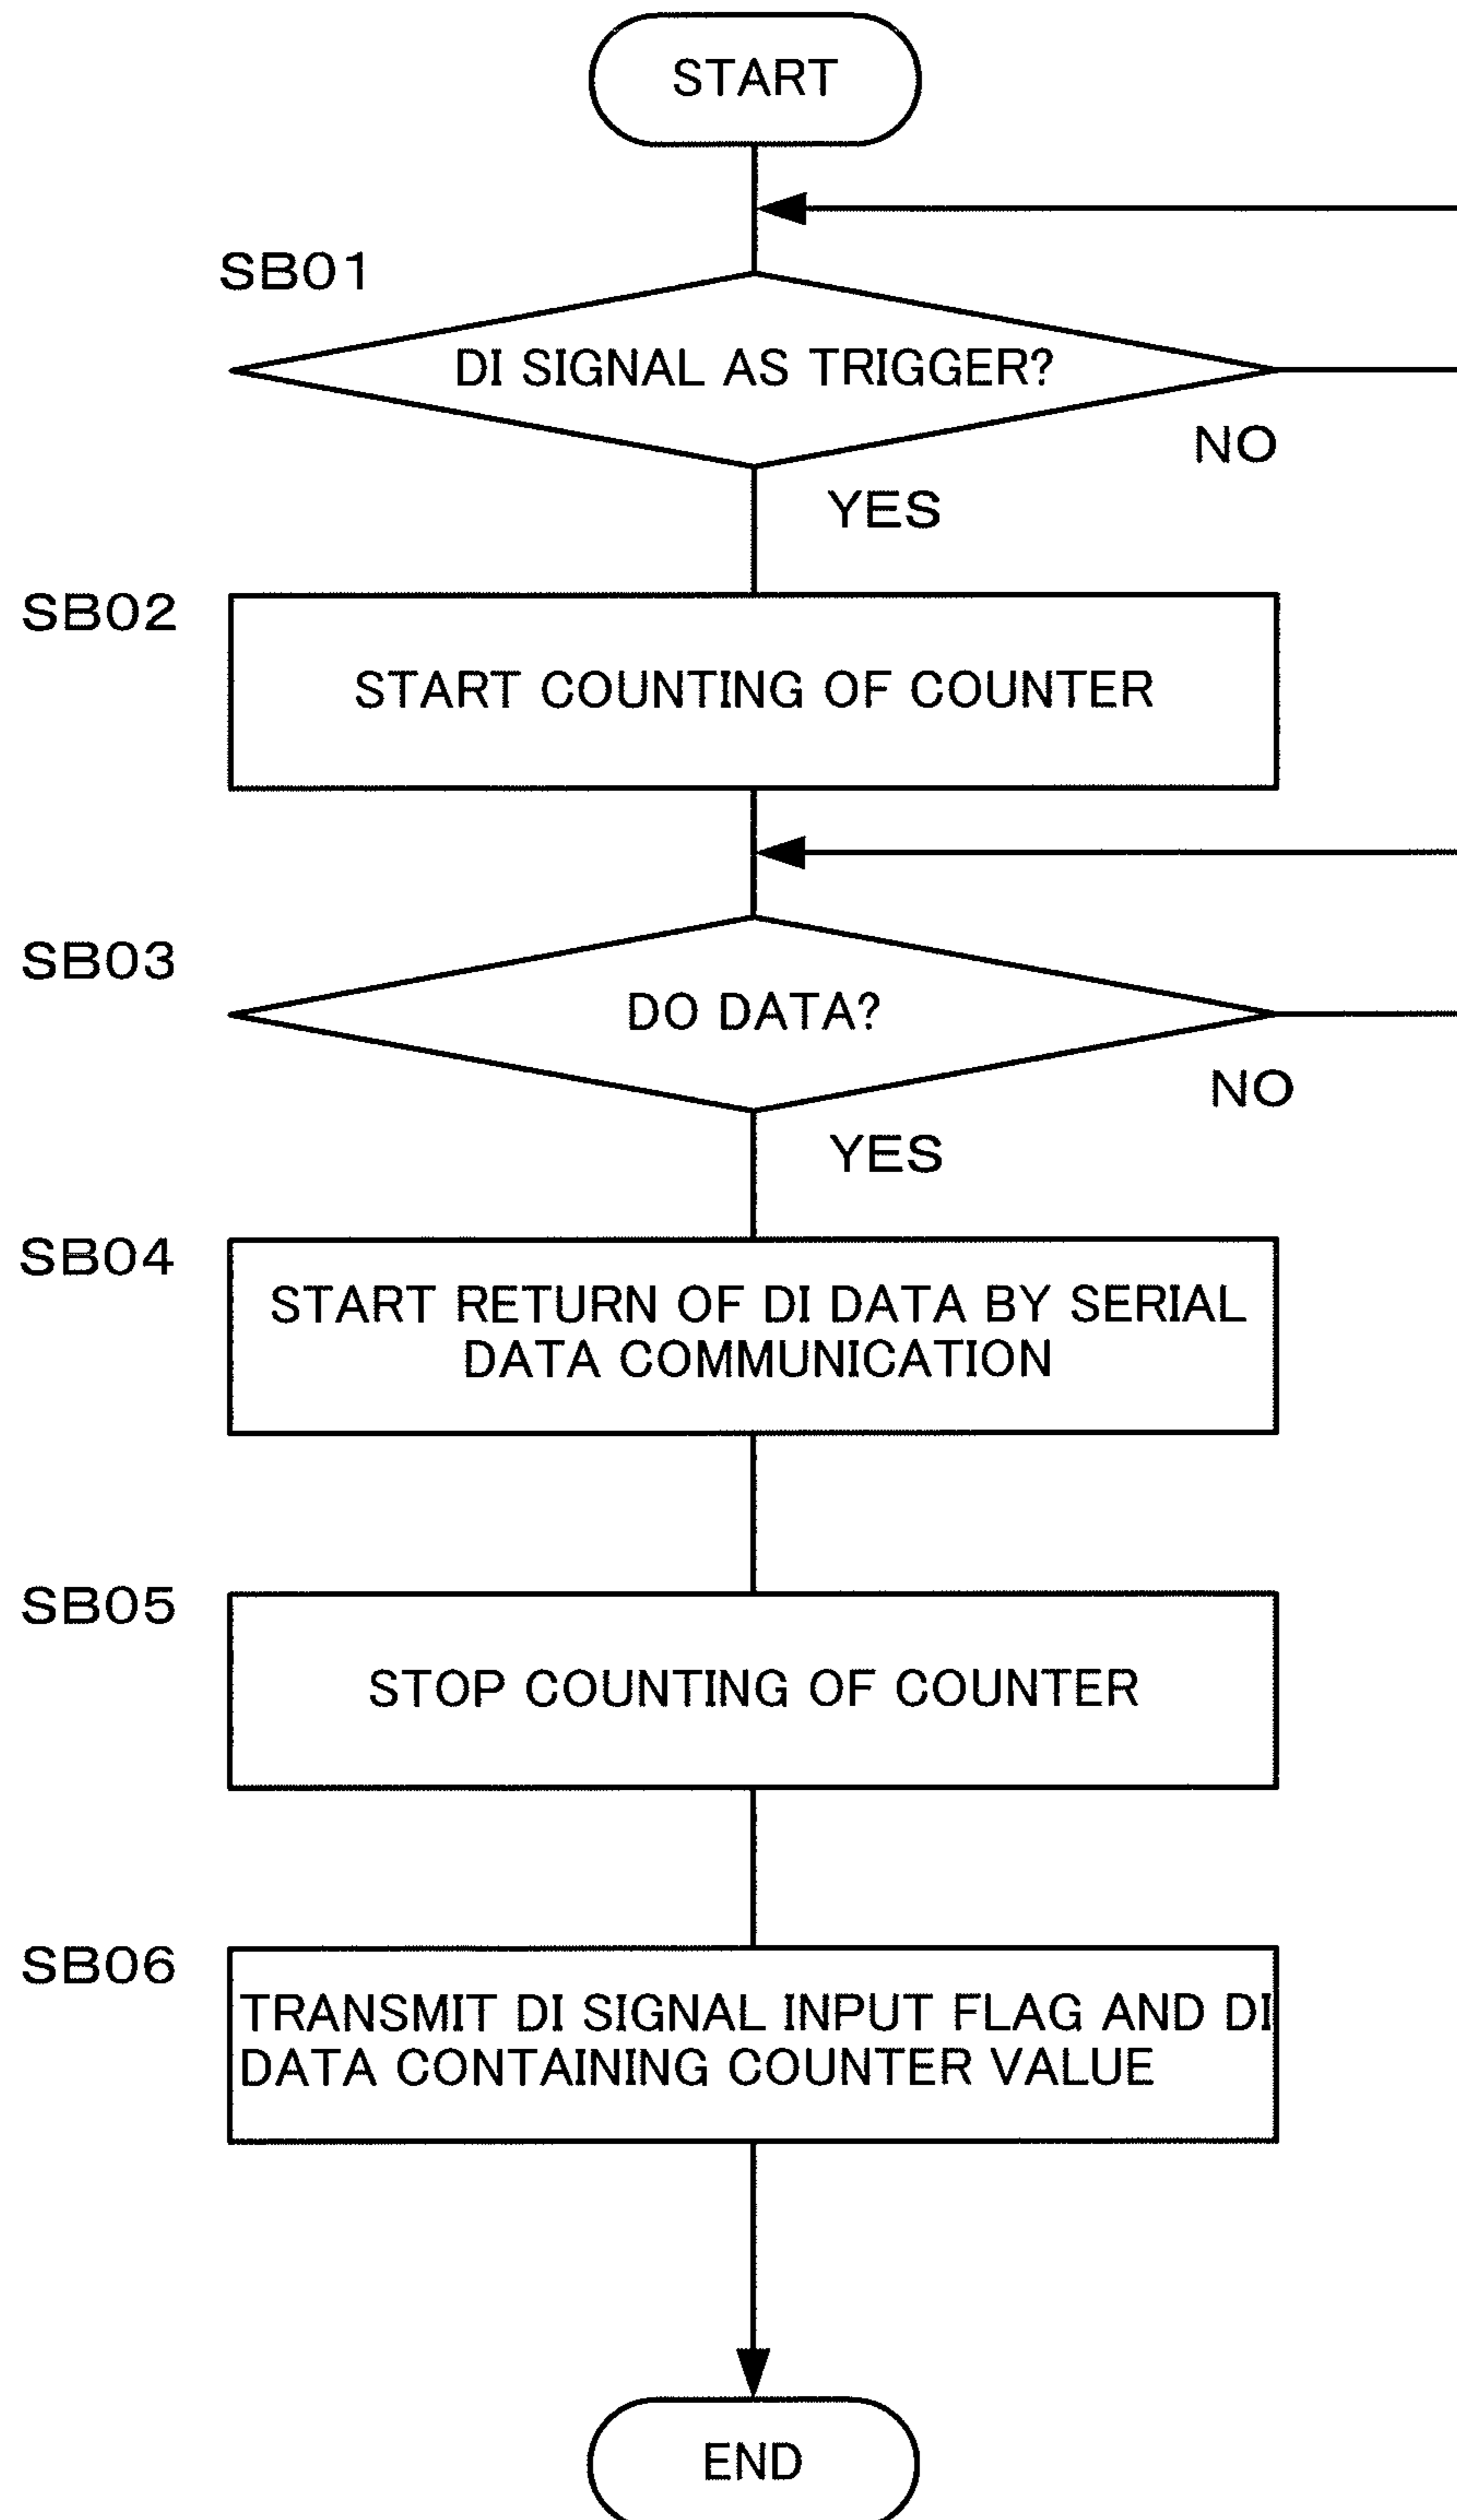 START
SB01
DI SIGNAL AS TRIGGER?
NO
YES
SB02
START COUNTING OF COUNTER
SB03
DO DATA?
NO
YES
SB04
START RETURN OF DI DATA BY SERIAL
DATA COMMUNICATION
SB05
STOP COUNTING OF COUNTER
SB06
TRANSMIT DI SIGNAL INPUT FLAG AND DI
DATA CONTAINING COUNTER VALUE
END